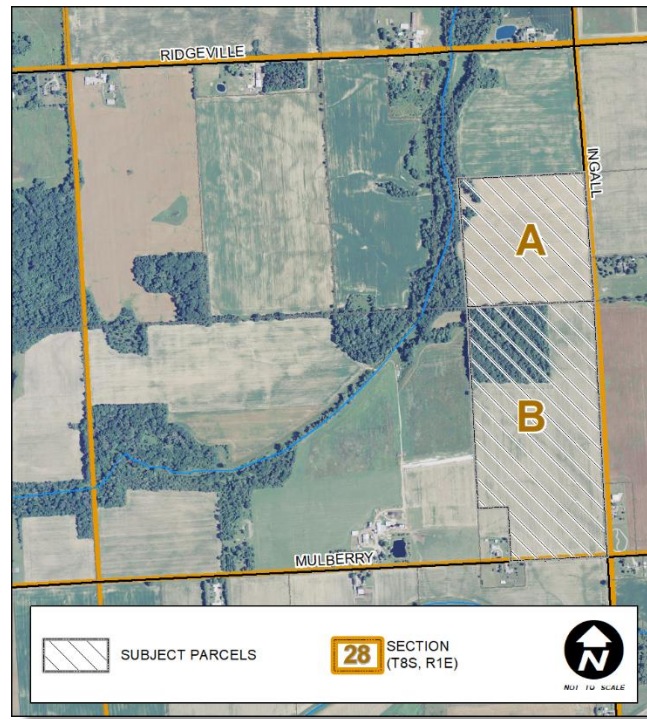 RIDGEVILLE
INGALL
A
B
MULBERRY
SUBJECT PARCELS
28
SECTION
(T8S, R1E)
N
NOT TO SCALE